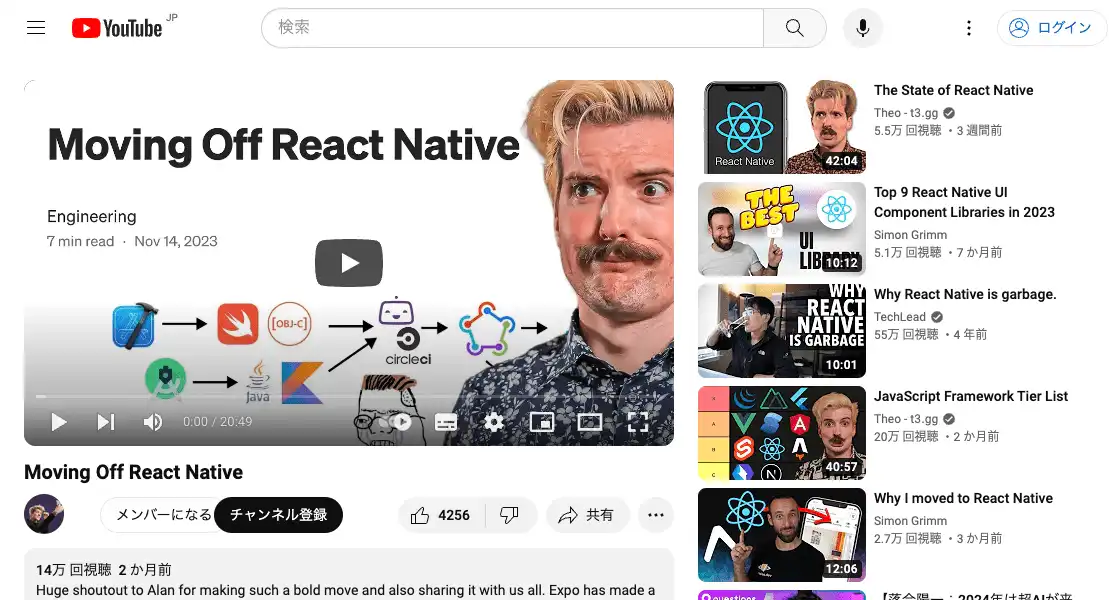 YouTube JP
検索
ログイン
Moving Off React Native
Engineering
7 min read · Nov 14, 2023
[OBJ-C]
circleci
java
0:00 / 20:49
Moving Off React Native
メンバーになる
チャンネル登録
4256
共有
14万 回視聴 2 か月前
Huge shoutout to Alan for making such a bold move and also sharing it with us all. Expo has made a
React Native
42:04
The State of React Native
Theo - t3.gg
5.5万 回視聴 • 3 週間前
THE BEST
UI LIBRARY
10:12
Top 9 React Native UI
Component Libraries in 2023
Simon Grimm
5.1万 回視聴 • 7 か月前
WHY
REACT
NATIVE
IS GARBAGE
10:01
Why React Native is garbage.
TechLead
55万 回視聴 • 4 年前
S
A
B
C
40:57
JavaScript Framework Tier List
Theo - t3.gg
20万 回視聴 • 2 か月前
12:06
Why I moved to React Native
Simon Grimm
2.7万 回視聴 • 3 か月前
questions